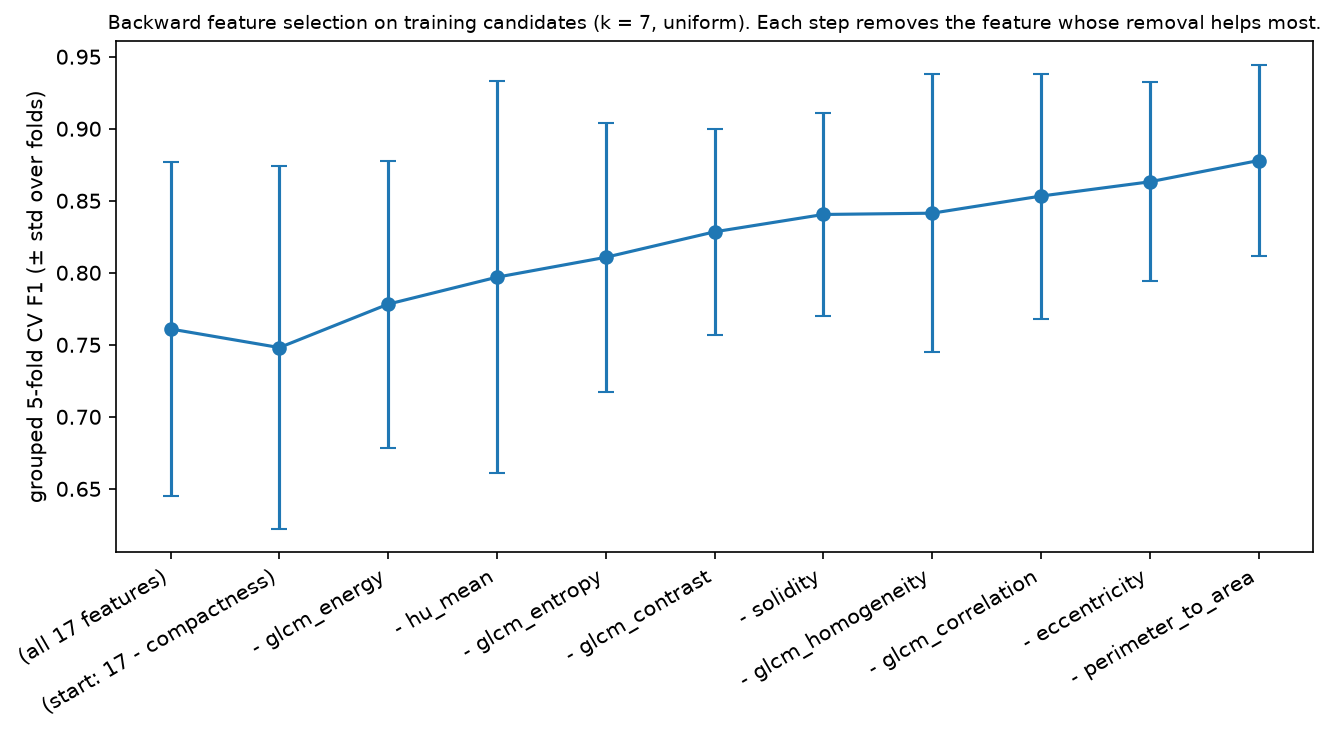 Backward feature selection on training candidates (k = 7, uniform). Each step removes the feature whose removal helps most.
grouped 5-fold CV F1 (± std over folds)
0.95
0.90
0.85
0.80
0.75
0.70
0.65
(all 17 features)
(start: 17 - compactness)
- glcm_energy
- hu_mean
- glcm_entropy
- glcm_contrast
- solidity
- glcm_homogeneity
- glcm_correlation
- eccentricity
- perimeter_to_area